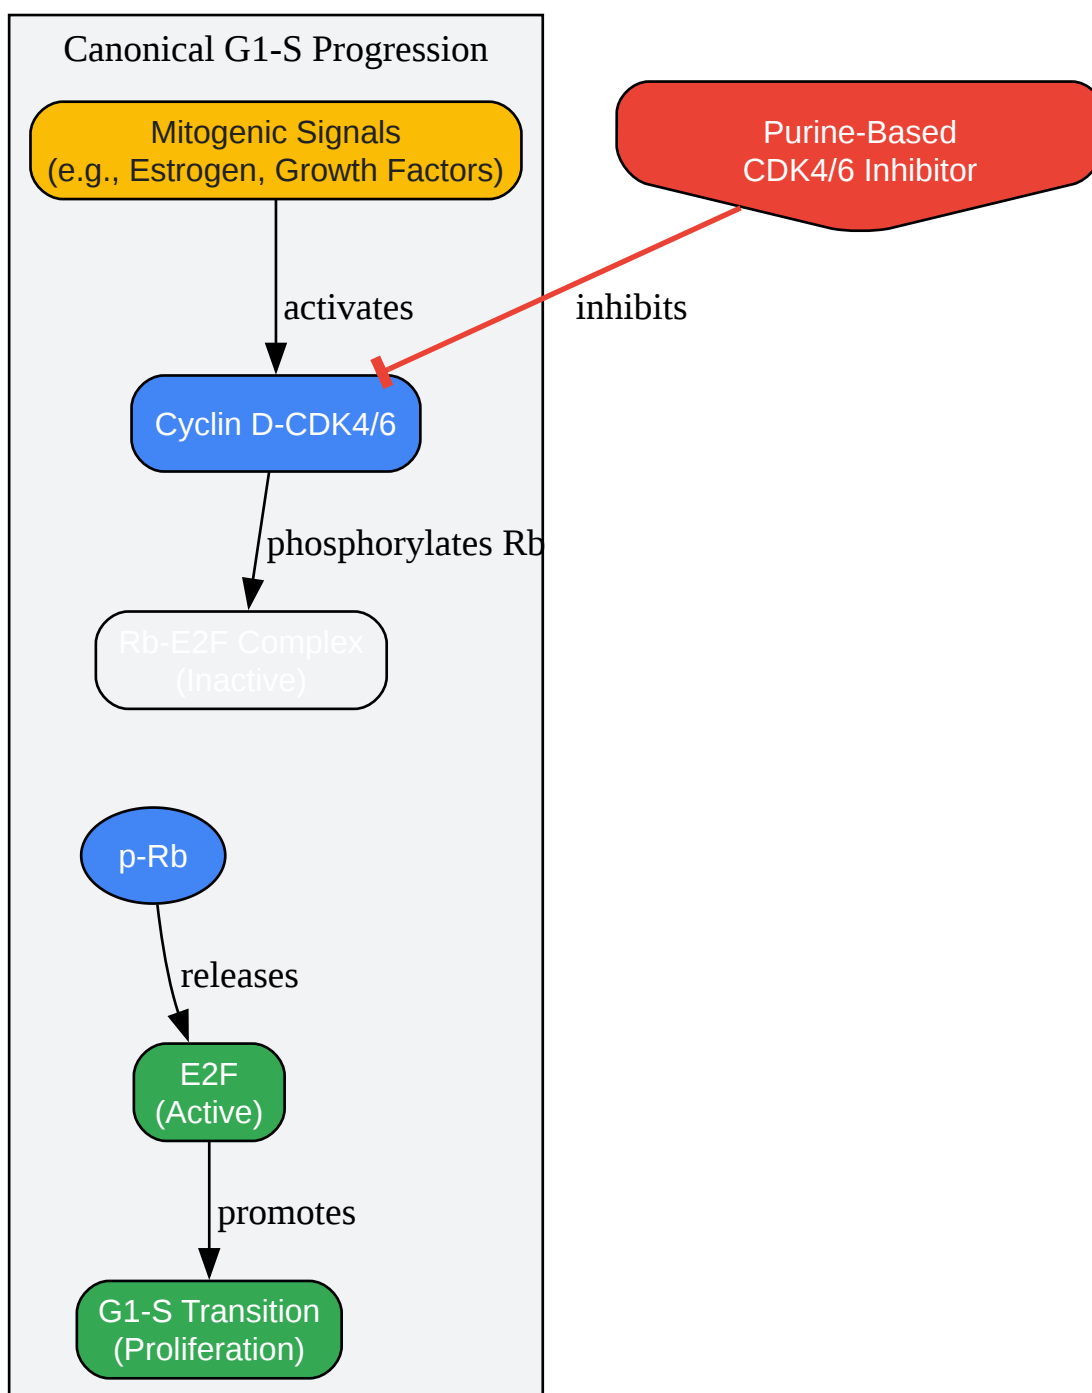 Canonical G1-S Progression
Mitogenic Signals
(e.g., Estrogen, Growth Factors)
Purine-Based
CDK4/6 Inhibitor
activates
inhibits
Cyclin D-CDK4/6
phosphorylates Rb
Rb-E2F Complex
(Inactive)
p-Rb
releases
E2F
(Active)
promotes
G1-S Transition
(Proliferation)